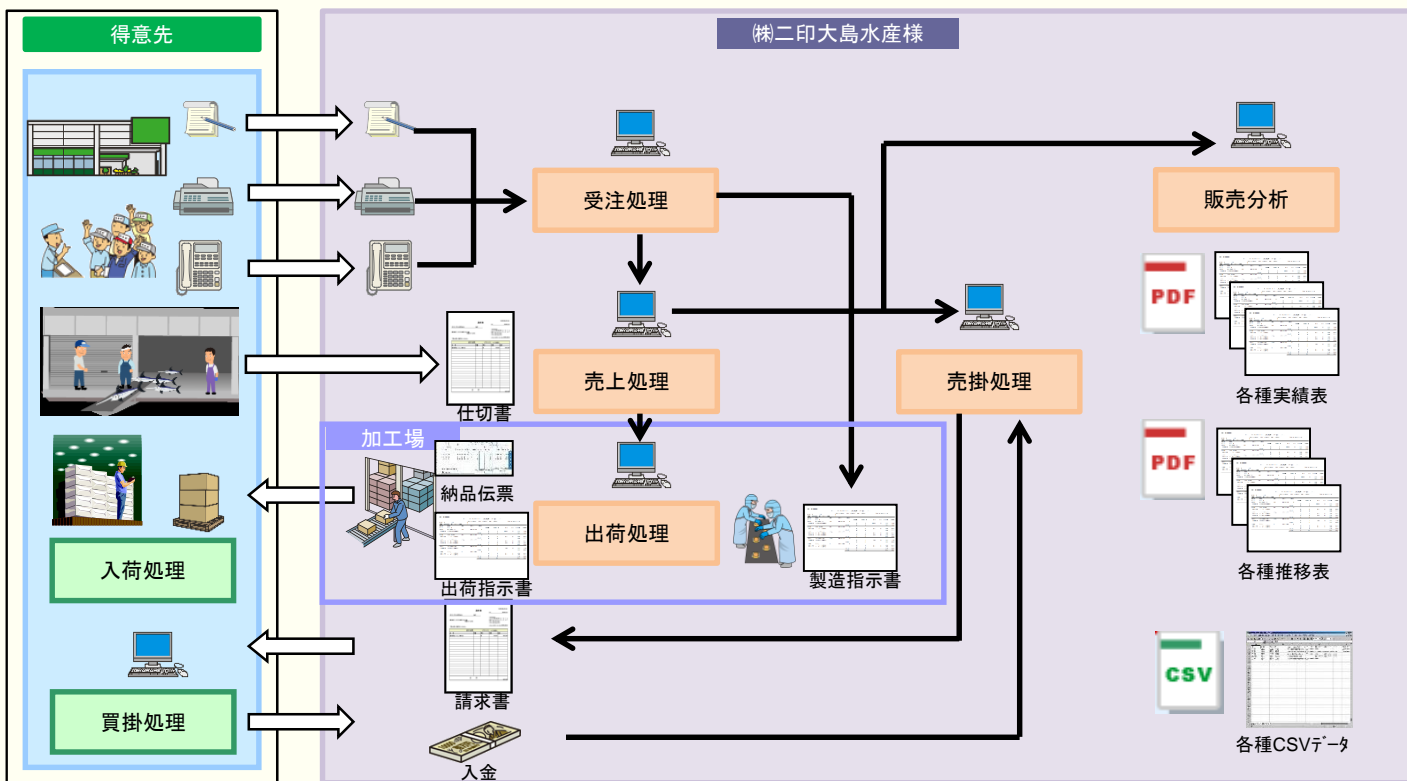 得意先
㈱二印大島水産様
受注処理
販売分析
PDF
仕切書
売上処理
売掛処理
各種実績表
加工場
納品伝票
PDF
出荷処理
入荷処理
出荷指示書
製造指示書
各種推移表
請求書
買掛処理
CSV
入金
各種CSVﾃﾞｰﾀ